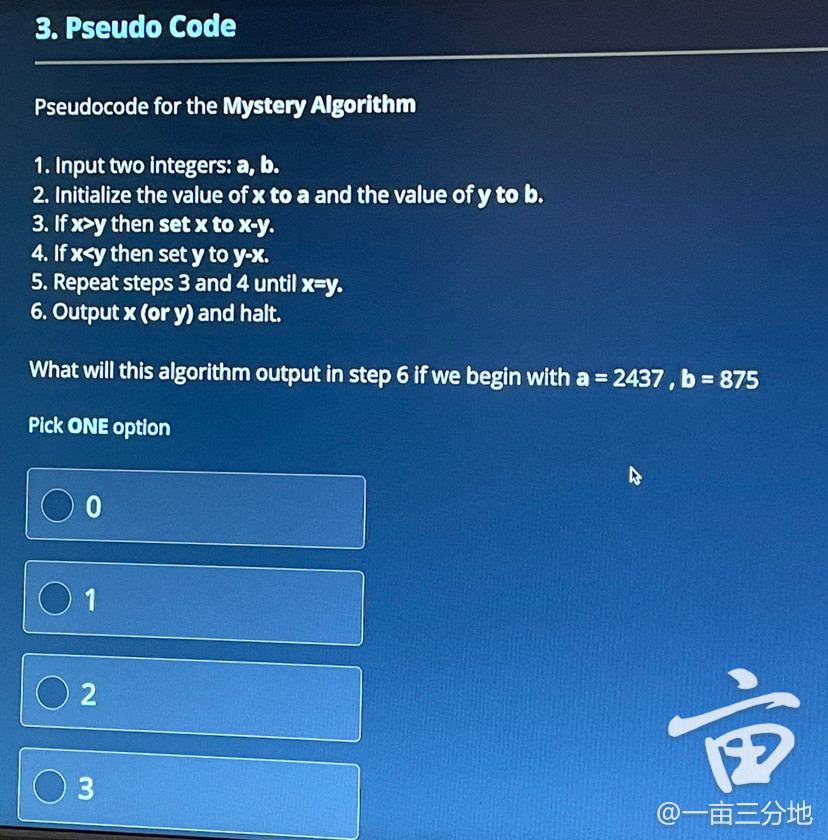 3. Pseudo Code
Pseudocode for the Mystery Algorithm
1. Input two integers: a, b.
2. Initialize the value of x to a and the value of y to b.
3. If x>y then set x to x-y.
4. If x<y then set y to y-x.
5. Repeat steps 3 and 4 until x=y.
6. Output x (or y) and halt.
What will this algorithm output in step 6 if we begin with a = 2437 , b = 875
Pick ONE option
0
1
2
3
亩
@一亩三分地